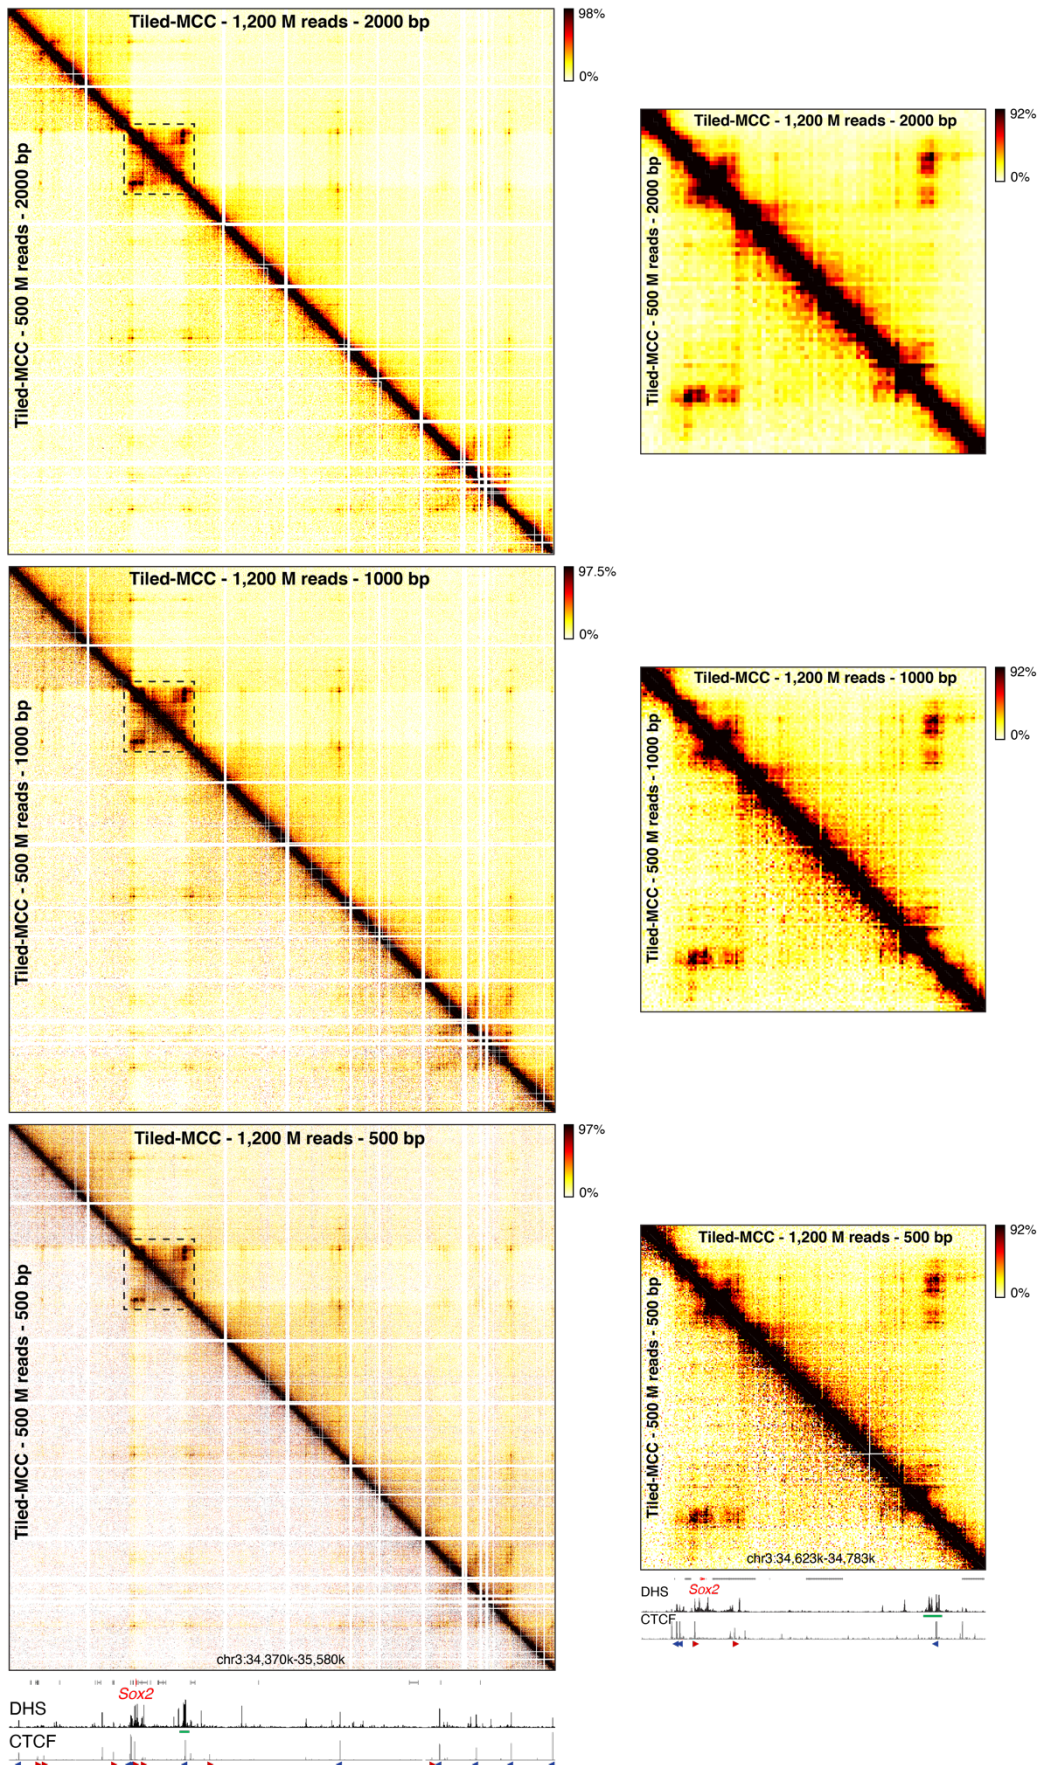 Tiled-MCC - 1,200 M reads - 2000 bp
98%
0%
Tiled-MCC - 500 M reads - 2000 bp
Tiled-MCC - 1,200 M reads - 2000 bp
92%
0%
Tiled-MCC - 500 M reads - 2000 bp
Tiled-MCC - 1,200 M reads - 1000 bp
97.5%
0%
Tiled-MCC - 500 M reads - 1000 bp
Tiled-MCC - 1,200 M reads - 1000 bp
92%
0%
Tiled-MCC - 500 M reads - 1000 bp
Tiled-MCC - 1,200 M reads - 500 bp
97%
0%
Tiled-MCC - 500 M reads - 500 bp
chr3:34,370k-35,580k
Sox2
DHS
CTCF
Tiled-MCC - 1,200 M reads - 500 bp
92%
0%
Tiled-MCC - 500 M reads - 500 bp
chr3:34,623k-34,783k
Sox2
DHS
CTCF